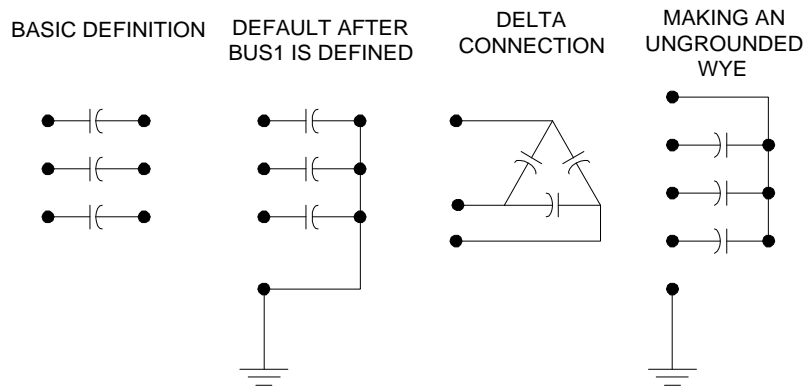 BASIC DEFINITION
DEFAULT AFTER
BUS1 IS DEFINED
DELTA
CONNECTION
MAKING AN
UNGROUNDED
WYE